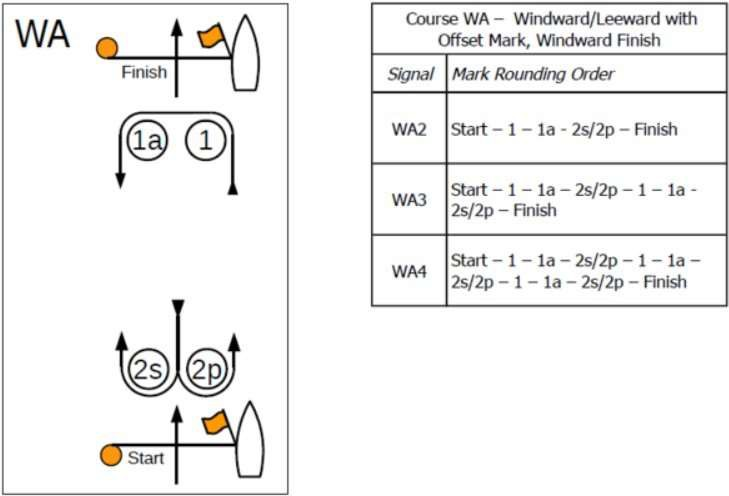 WA
Finish
1a 1
2s 2p
Start
Course WA – Windward/Leeward with
Offset Mark, Windward Finish
Signal Mark Rounding Order
WA2 Start – 1 – 1a - 2s/2p – Finish
WA3 Start – 1 – 1a – 2s/2p – 1 – 1a -
2s/2p – Finish
WA4 Start – 1 – 1a – 2s/2p – 1 – 1a –
2s/2p – 1 – 1a – 2s/2p – Finish